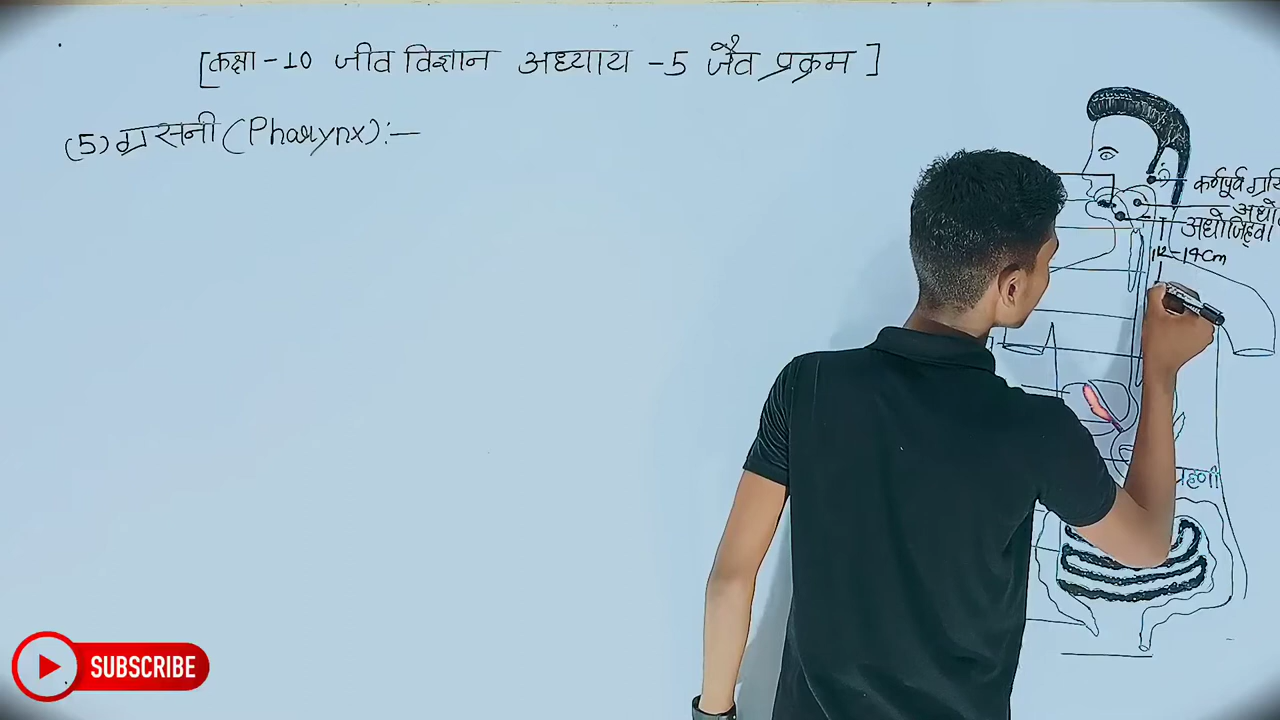 [कक्षा - 10 जीव विज्ञान अध्याय - 5 जैव प्रक्रम]
(5) ग्रसनी (Pharynx):—
कर्णपूर्व
अधोजिह्वा
12-14cm
SUBSCRIBE